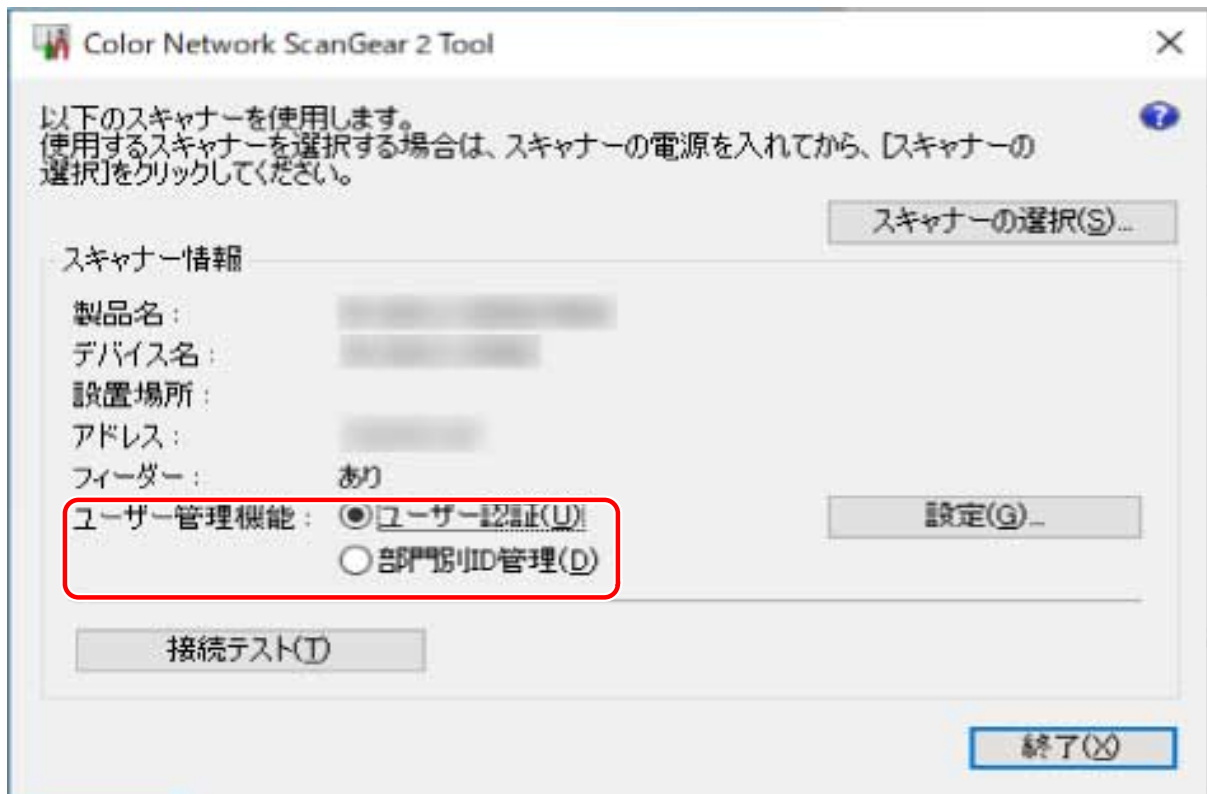 Color Network ScanGear 2 Tool
以下のスキャナーを使用します。
使用するスキャナーを選択する場合は、スキャナーの電源を入れてから、[スキャナーの
選択]をクリックしてください。
スキャナーの選択(S)...
スキャナー情報
製品名：
デバイス名：
設置場所：
アドレス：
フィーダー： あり
ユーザー管理機能： ユーザー認証(U) 設定(G)...
部門別ID管理(D)
接続テスト(T)
終了(X)